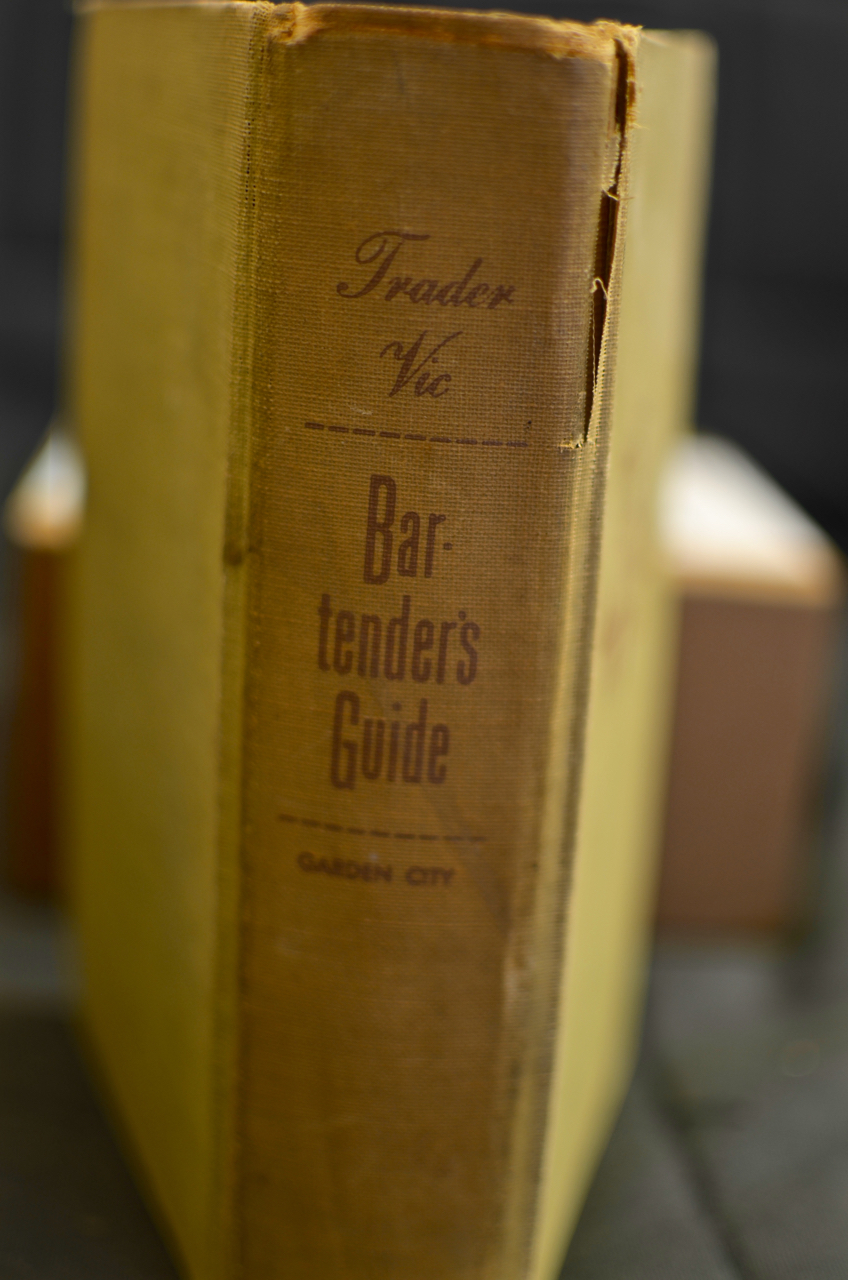 Trader
Vic
Bar-
tender's
Guide
GARDEN CITY